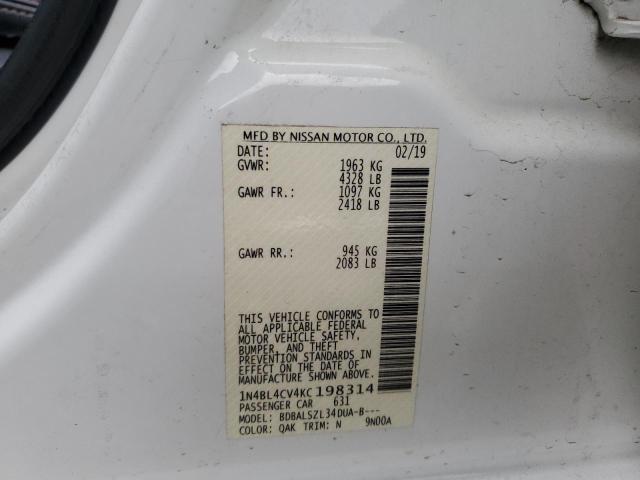 MFD BY NISSAN MOTOR CO., LTD.
DATE: 02/19
GVWR: 1963 KG
4328 LB
GAWR FR.: 1097 KG
2418 LB
GAWR RR.: 945 KG
2083 LB
THIS VEHICLE CONFORMS TO
ALL APPLICABLE FEDERAL
MOTOR VEHICLE SAFETY,
BUMPER, AND THEFT
PREVENTION STANDARDS IN
EFFECT ON THE DATE OF
MANUFACTURE SHOWN ABOVE.
1N4BL4CV4KC198314
PASSENGER CAR 631
MODEL: BDBALSZL34DUA-B---
COLOR: QAK TRIM: N 9N00A